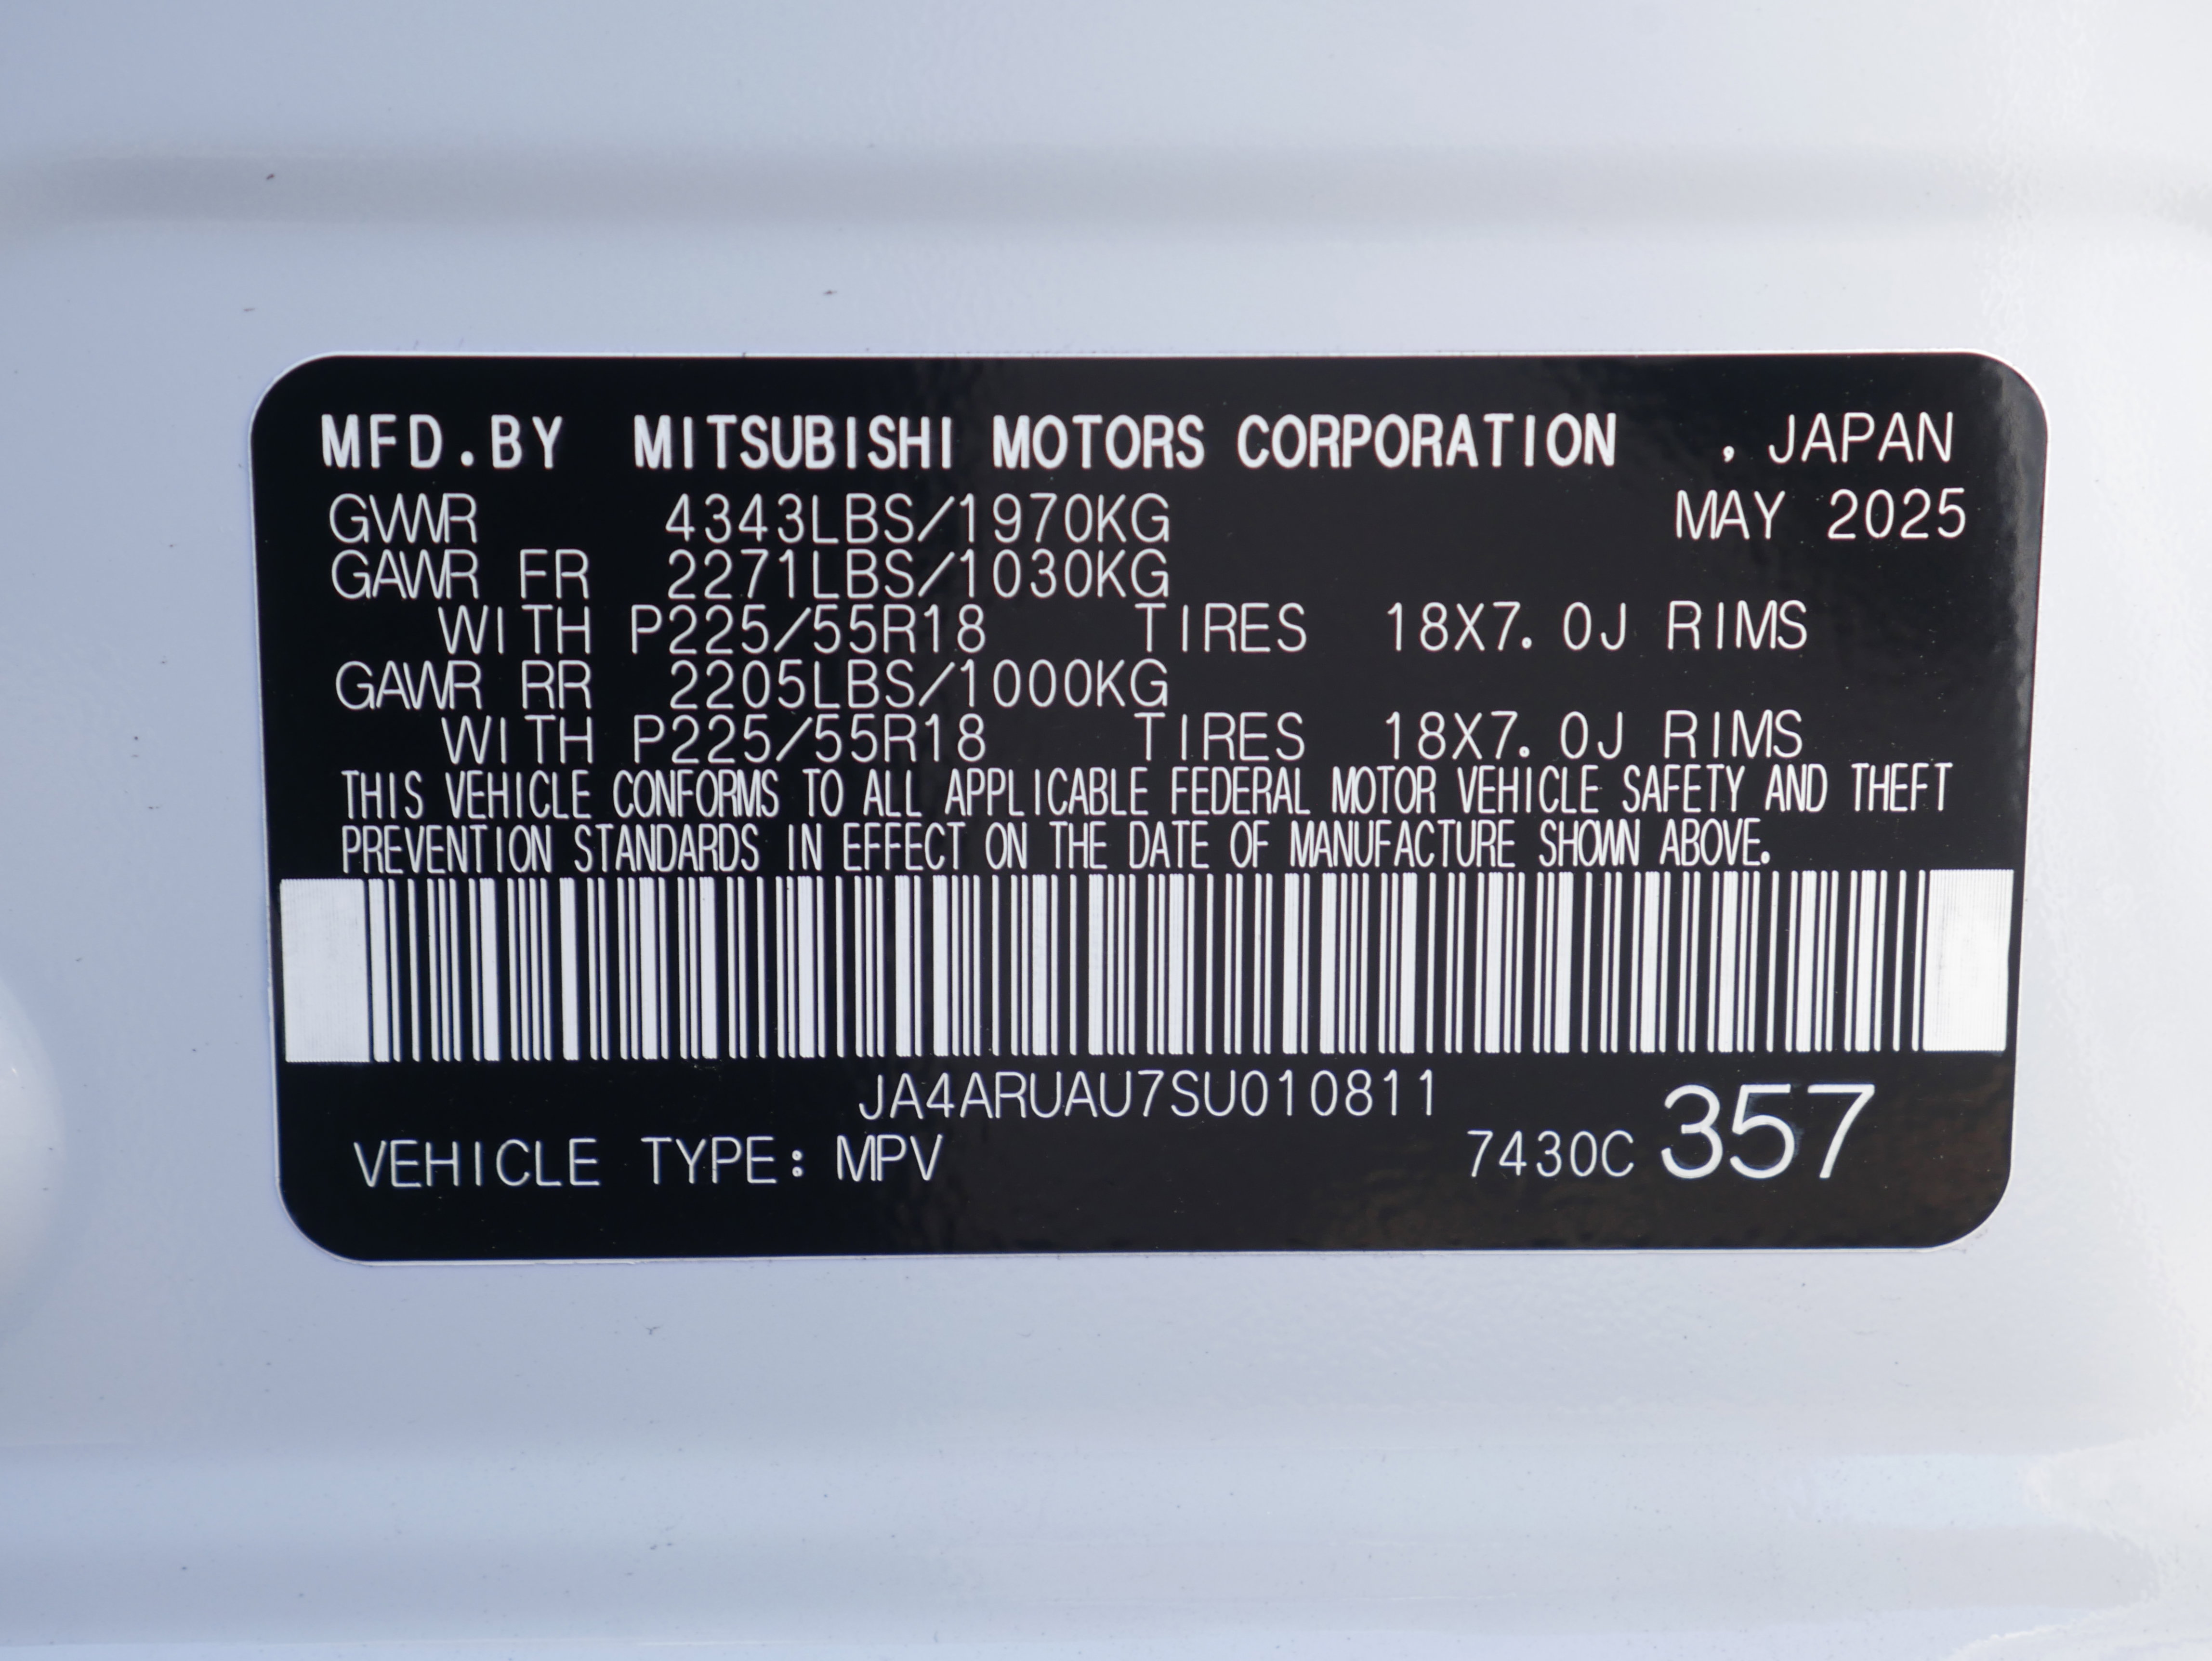 MFD.BY MITSUBISHI MOTORS CORPORATION , JAPAN
GVWR 4343LBS/1970KG MAY 2025
GAWR FR 2271LBS/1030KG
WITH P225/55R18 TIRES 18X7.0J RIMS
GAWR RR 2205LBS/1000KG
WITH P225/55R18 TIRES 18X7.0J RIMS
THIS VEHICLE CONFORMS TO ALL APPLICABLE FEDERAL MOTOR VEHICLE SAFETY AND THEFT
PREVENTION STANDARDS IN EFFECT ON THE DATE OF MANUFACTURE SHOWN ABOVE.
JA4ARUAU7SU010811
VEHICLE TYPE: MPV 7430C 357